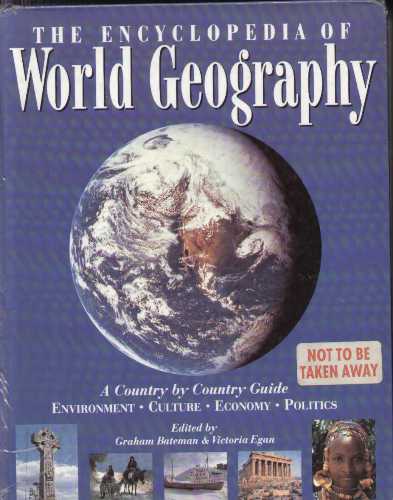 THE ENCYCLOPEDIA OF
World Geography
NOT TO BE
TAKEN AWAY
A Country by Country Guide
ENVIRONMENT · CULTURE · ECONOMY · POLITICS
Edited by
Graham Bateman & Victoria Egan